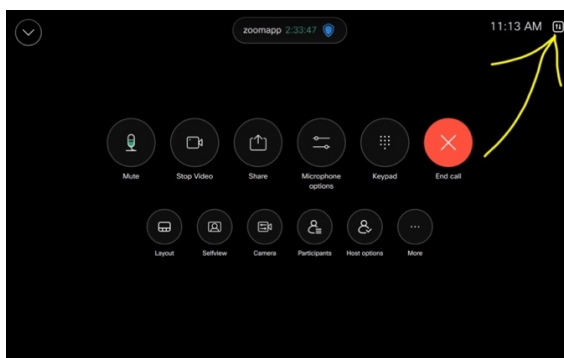 zoomapp 2:33:47
11:13 AM
Mute
Stop Video
Share
Microphone
options
Keypad
End call
Layout
Selfview
Camera
Participants
Host options
More